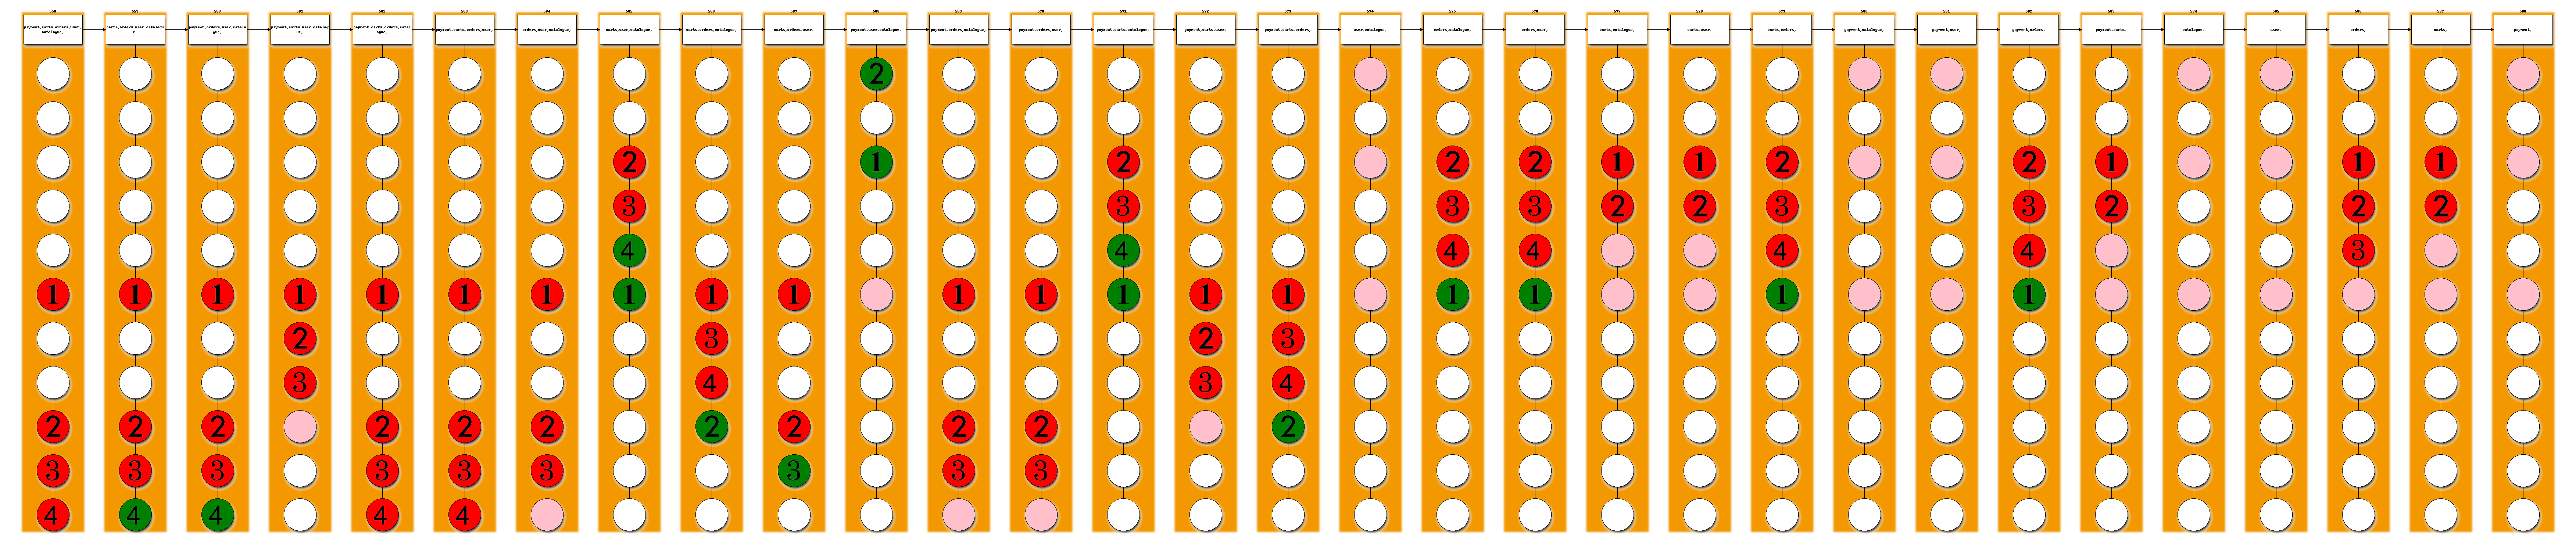 558 559 560 561 562 563 564 565 566 567 568 569 570 571 572 573 574 575 576 577 578 579 580 581 582 583 584 585 586 587 588
payment,carts,orders,user,
catalogue,
carts,orders,user,catalogu
e,
payment,orders,user,catalo
gue,
payment,carts,user,catalog
ue,
payment,carts,orders,catal
ogue,
payment,carts,orders,user,
orders,user,catalogue,
carts,user,catalogue,
carts,orders,catalogue,
carts,orders,user,
payment,user,catalogue,
payment,orders,catalogue,
payment,orders,user,
payment,carts,catalogue,
payment,carts,user,
payment,carts,orders,
user,catalogue,
orders,catalogue,
orders,user,
carts,catalogue,
carts,user,
carts,orders,
payment,catalogue,
payment,user,
payment,orders,
payment,carts,
catalogue,
user,
orders,
carts,
payment,
2
2 1 2 2 2 1 1 2 2 1 1 1
3 3 3 3 2 2 3 3 2 2 2
4 4 4 4 4 4 3
1 1 1 1 1 1 1 1 1 1 1 1 1 1 1 1 1 1 1
2 3 2 3
3 4 3 4
2 2 2 2 2 2 2 2 2 2 2
3 3 3 3 3 3 3 3 3
4 4 4 4 4